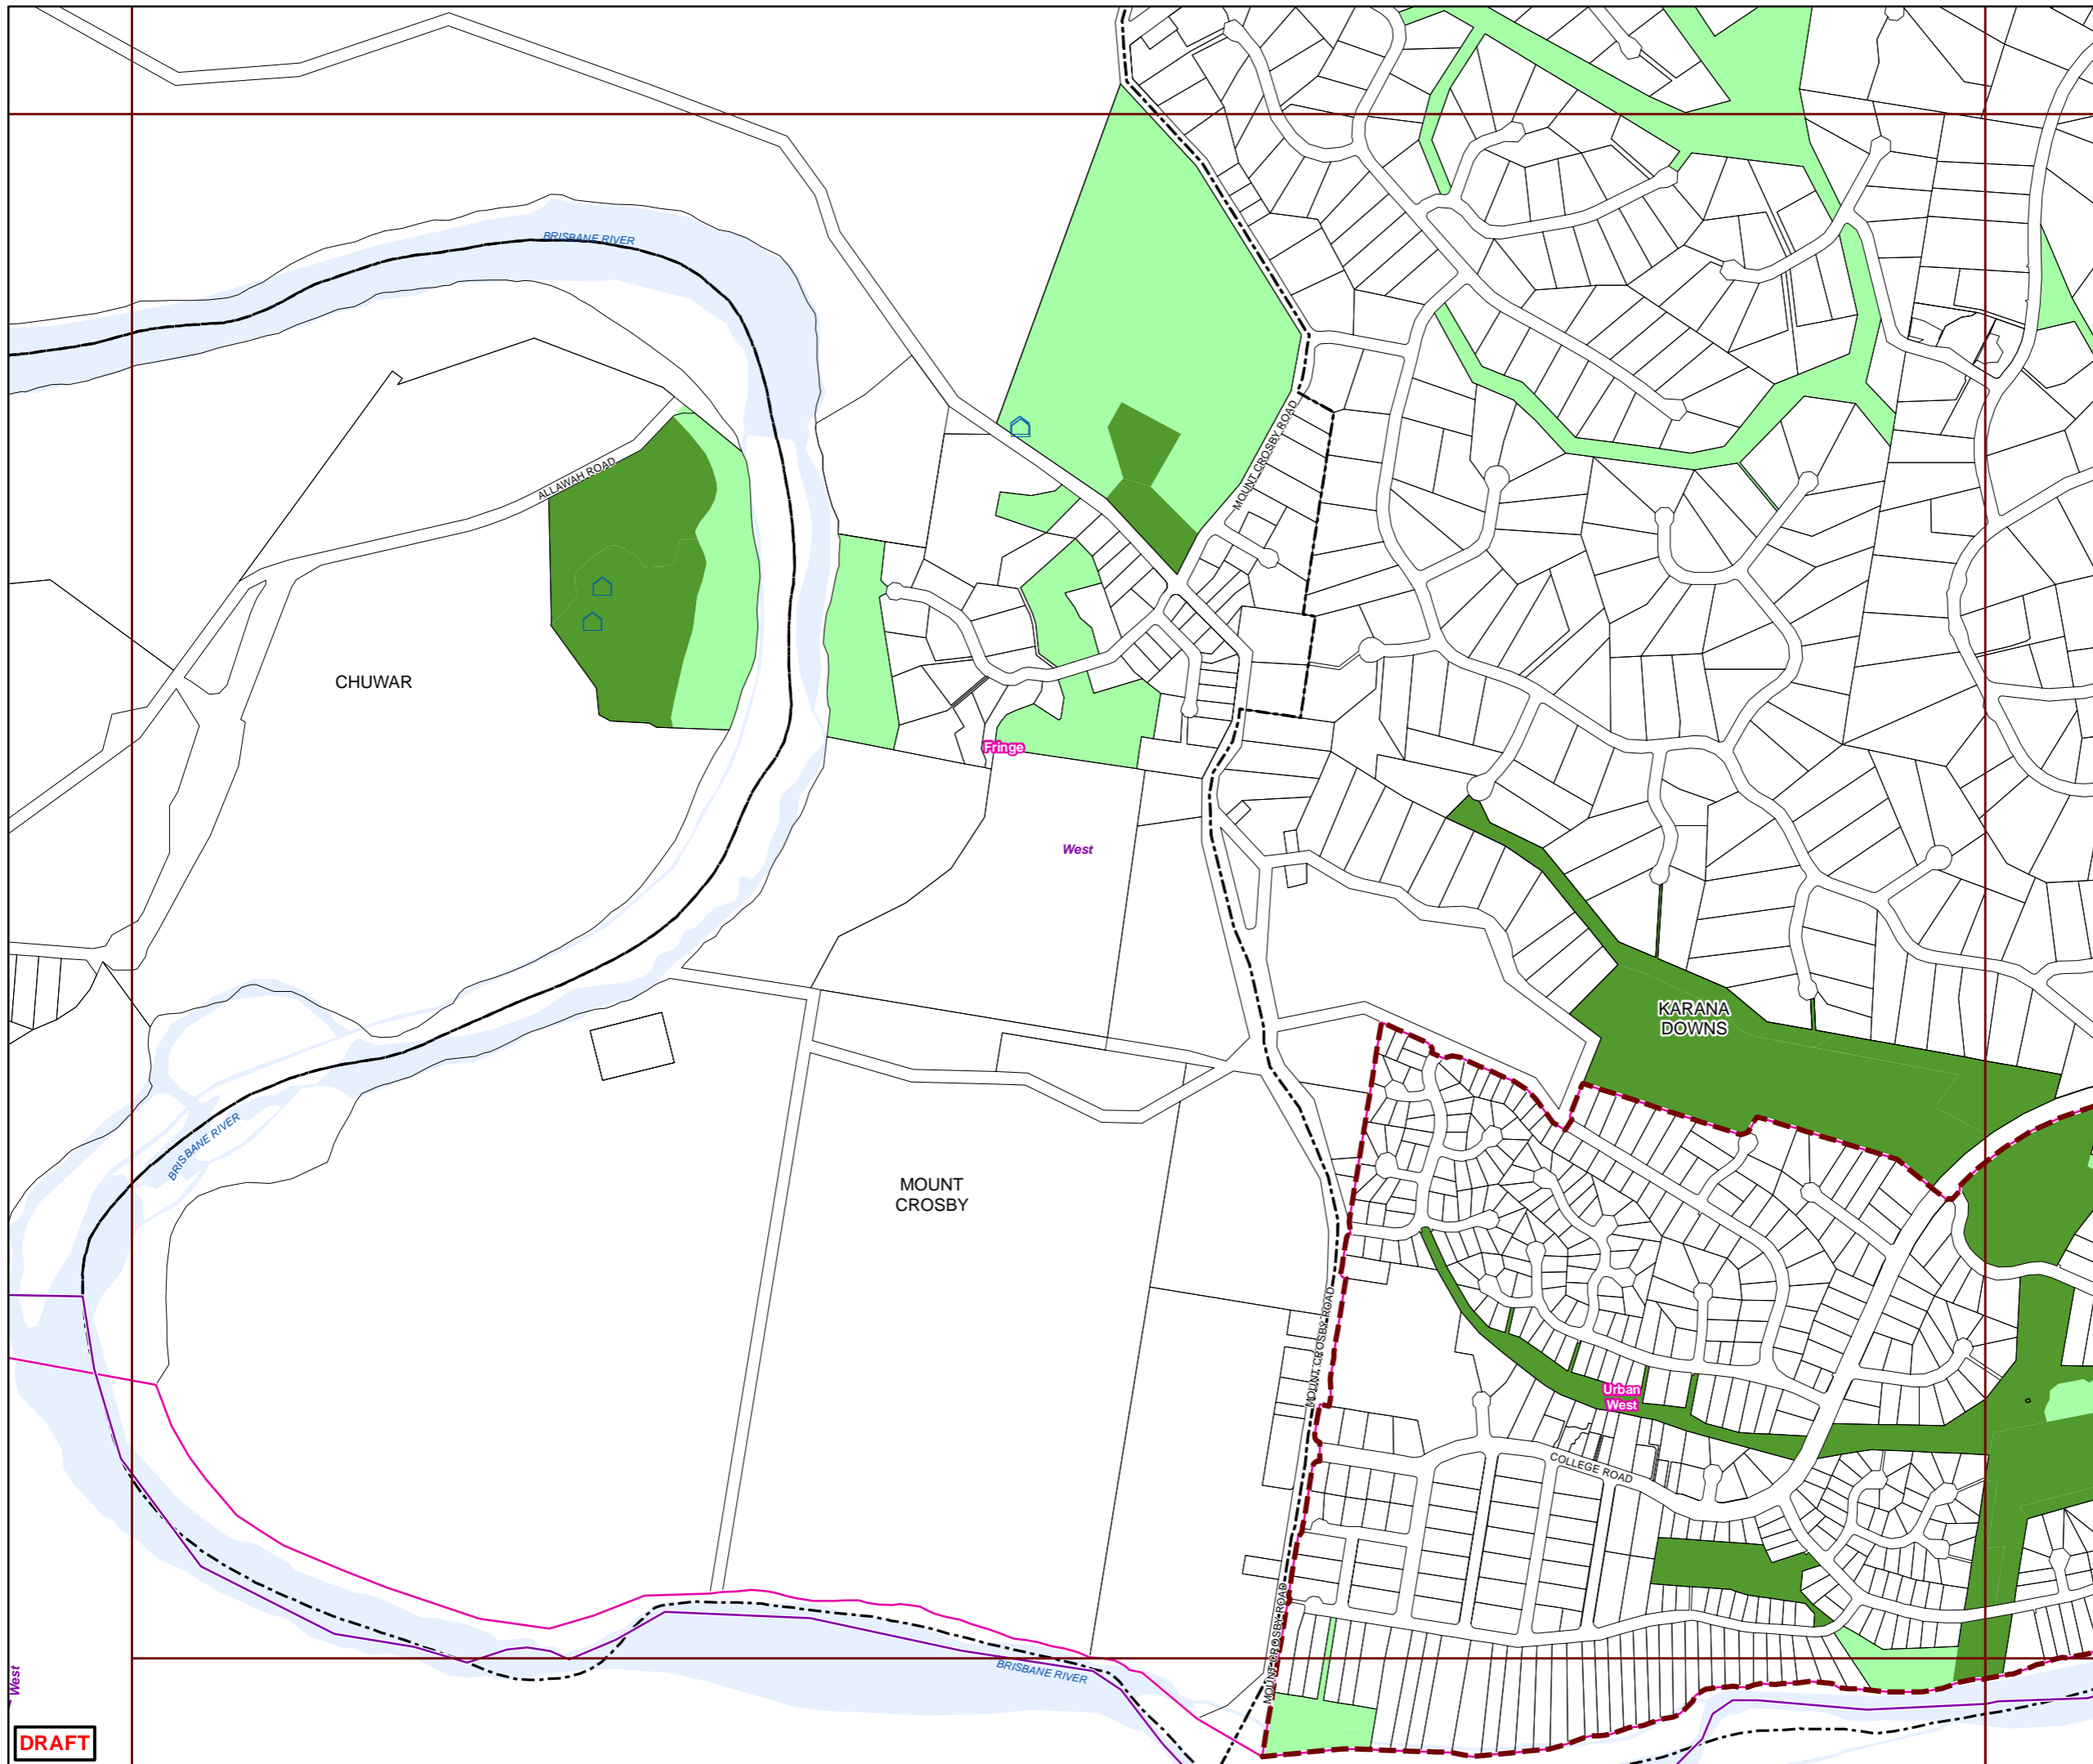 BRISBANE RIVER
MOUNT CROSBY ROAD
ALLAWAH ROAD
CHUWAR
Fringe
West
KARANA
DOWNS
BRISBANE RIVER
MOUNT
CROSBY
MOUNT CROSBY ROAD
Urban
West
COLLEGE ROAD
MOUNT CROSBY ROAD
BRISBANE RIVER
West
DRAFT